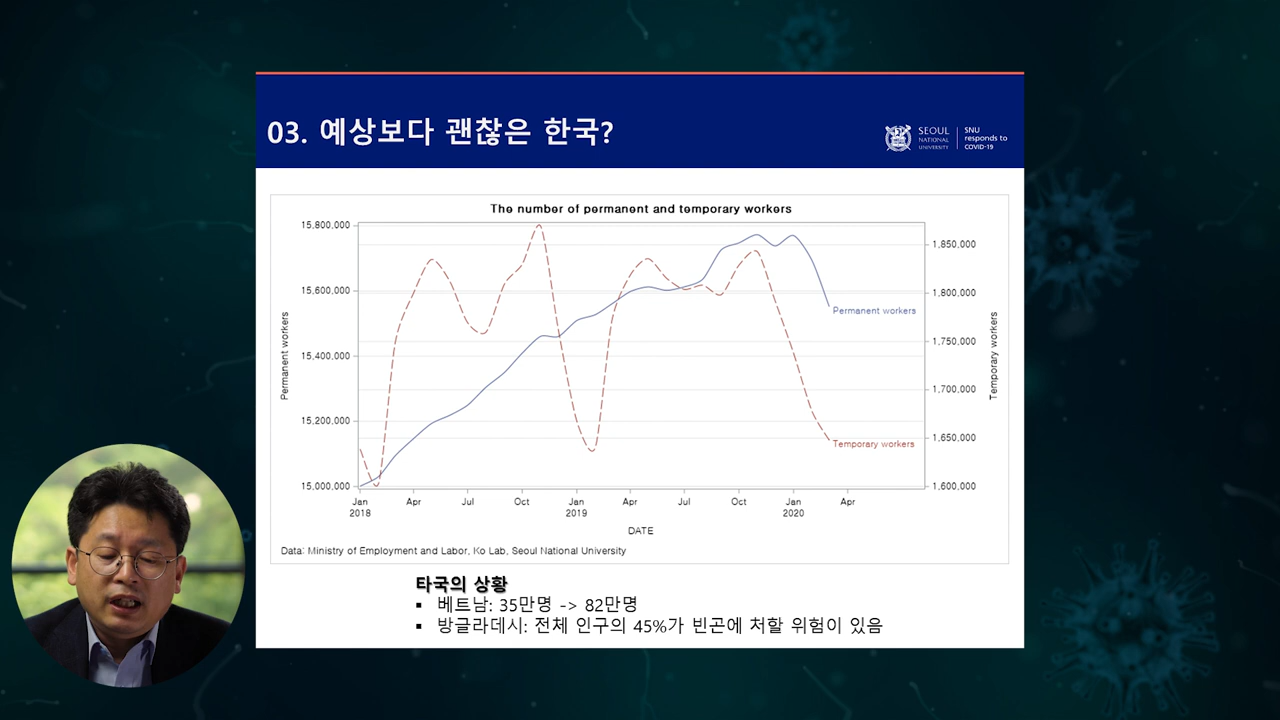 03. 예상보다 괜찮은 한국?
SEOUL
NATIONAL
UNIVERSITY
SNU
responds to
COVID-19
The number of permanent and temporary workers
15,800,000
15,600,000
15,400,000
15,200,000
15,000,000
Permanent workers
1,850,000
1,800,000
1,750,000
1,700,000
1,650,000
1,600,000
Temporary workers
Permanent workers
Temporary workers
Jan Apr Jul Oct Jan Apr Jul Oct Jan Apr
2018 2019 2020
DATE
Data: Ministry of Employment and Labor, Ko Lab, Seoul National University
타국의 상황
▪ 베트남: 35만명 -> 82만명
▪ 방글라데시: 전체 인구의 45%가 빈곤에 처할 위험이 있음